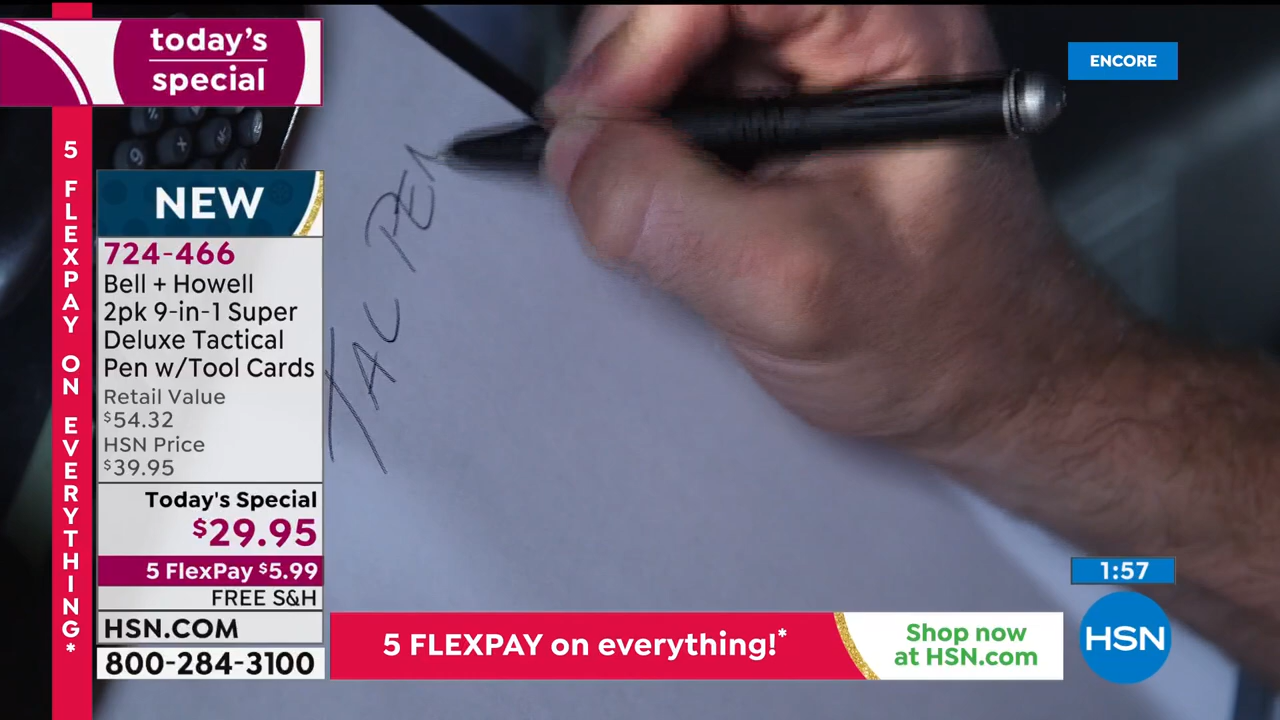 today's
special
ENCORE
5 FLEXPAY ON EVERYTHING*
NEW
724-466
Bell + Howell
2pk 9-in-1 Super
Deluxe Tactical
Pen w/Tool Cards
Retail Value
$54.32
HSN Price
$39.95
Today's Special
$29.95
5 FlexPay $5.99
FREE S&H
HSN.COM
800-284-3100
TAC PEN
5 FLEXPAY on everything!*
Shop now
at HSN.com
1:57
HSN